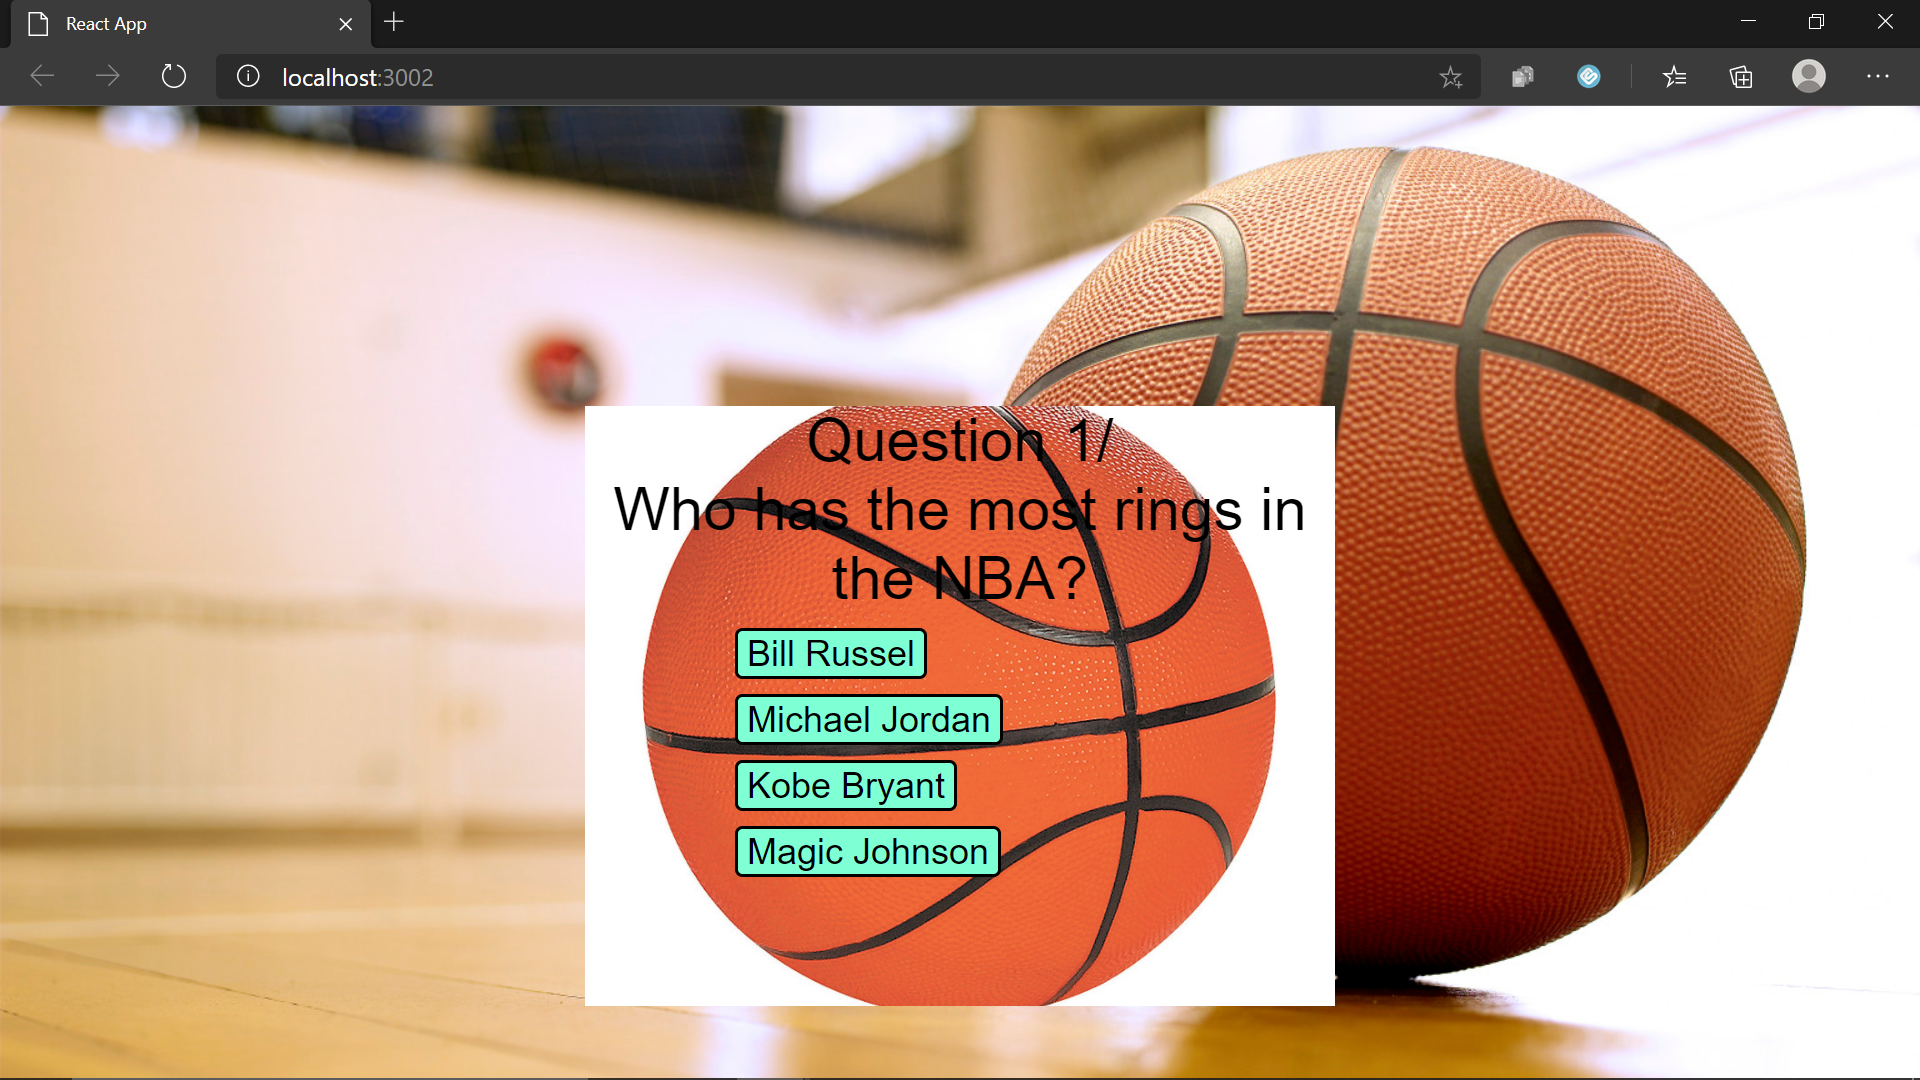 React App
localhost:3002
Question 1/
Who has the most rings in
the NBA?
Bill Russel
Michael Jordan
Kobe Bryant
Magic Johnson